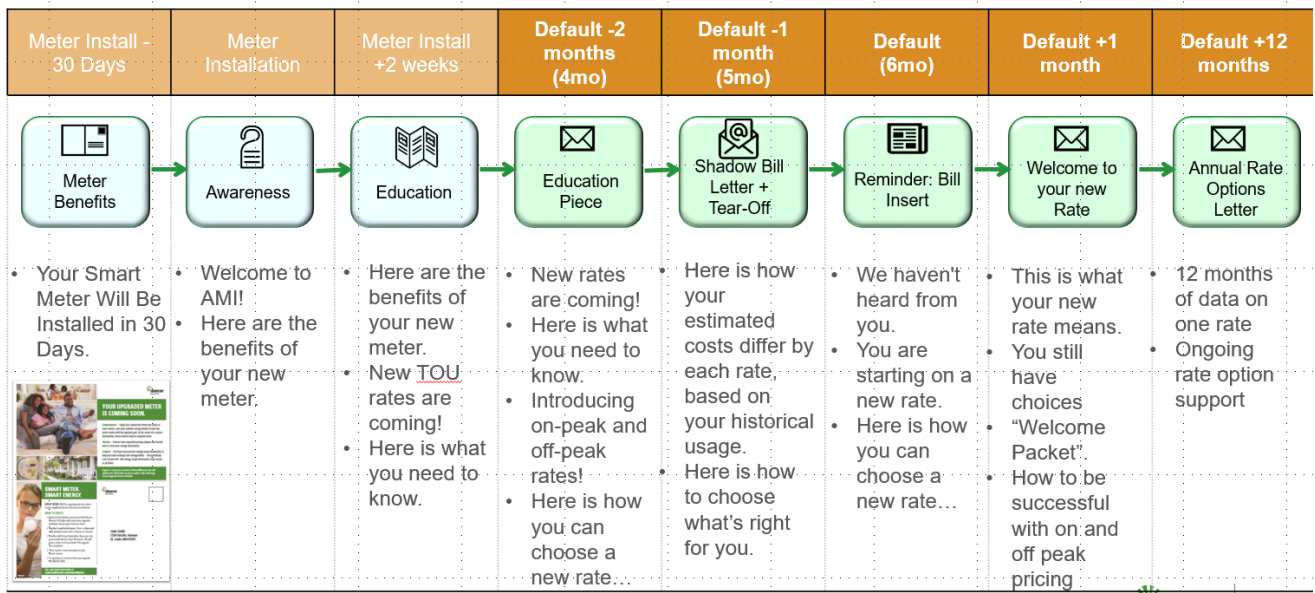 Meter Install -
30 Days
Meter
Installation
Meter Install
+2 weeks
Default -2
months
(4mo)
Default -1
month
(5mo)
Default
(6mo)
Default +1
month
Default +12
months
Meter
Benefits
Awareness
Education
Education
Piece
Shadow Bill
Letter +
Tear-Off
Reminder: Bill
Insert
Welcome to
your new
Rate
Annual Rate
Options
Letter
• Your Smart
Meter Will Be
Installed in 30
Days.
• Welcome to
AMI!
• Here are the
benefits of
your new
meter.
• Here are the
benefits of
your new
meter.
• New TOU
rates are
coming!
• Here is what
you need to
know.
• New rates
are coming!
• Here is what
you need to
know.
• Introducing
on-peak and
off-peak
rates!
• Here is how
you can
choose a
new rate…
• Here is how
your
estimated
costs differ by
each rate,
based on
your historical
usage.
• Here is how
to choose
what’s right
for you.
• We haven't
heard from
you.
• You are
starting on a
new rate.
• Here is how
you can
choose a
new rate…
• This is what
your new
rate means.
• You still
have
choices
• “Welcome
Packet”.
• How to be
successful
with on and
off peak
pricing
• 12 months
of data on
one rate
• Ongoing
rate option
support
YOUR UPGRADED METER
IS COMING SOON.
SMART METER,
SMART ENERGY.